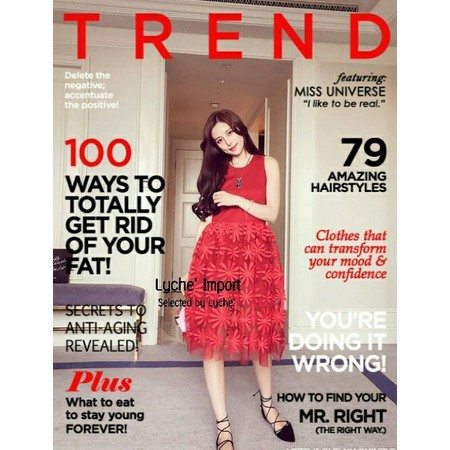 TREND
Delete the
negative;
accentuate
the positive!
featuring:
MISS UNIVERSE
"I like to be real."
100
WAYS TO
TOTALLY
GET RID
OF YOUR
FAT!
79
AMAZING
HAIRSTYLES
Clothes that
can transform
your mood &
confidence
Lyche' Import
Selected by Lyche'
SECRETS TO
ANTI-AGING
REVEALED!
YOU'RE
DOING IT
WRONG!
Plus
What to eat
to stay young
FOREVER!
HOW TO FIND YOUR
MR. RIGHT
(THE RIGHT WAY.)